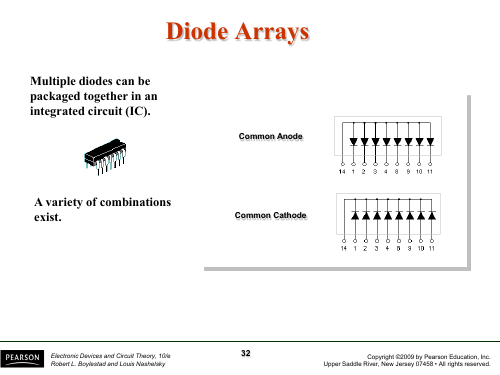 Diode Arrays
Multiple diodes can be
packaged together in an
integrated circuit (IC).
Common Anode
14 1 2 3 4 8 9 10 11
A variety of combinations
exist.
Common Cathode
14 1 2 3 4 8 9 10 11
PEARSON
Electronic Devices and Circuit Theory, 10/e
Robert L. Boylestad and Louis Nashelsky
32
Copyright ©2009 by Pearson Education, Inc.
Upper Saddle River, New Jersey 07458 • All rights reserved.